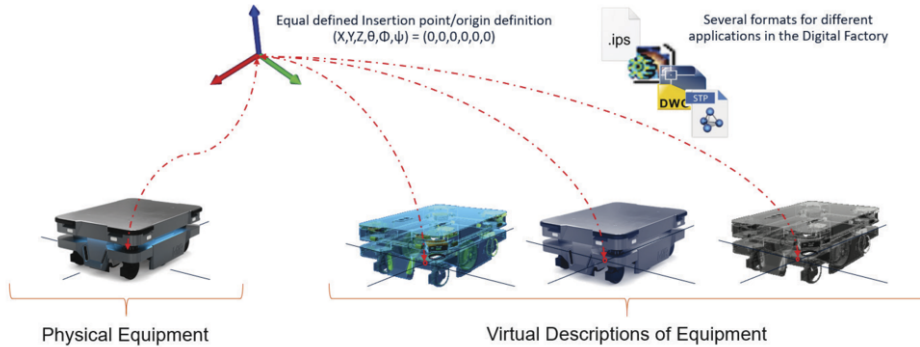 Equal defined Insertion point/origin definition
(X,Y,Z,θ,Φ,ψ) = (0,0,0,0,0,0)
Several formats for different
applications in the Digital Factory
.ips
DWG
STP
Physical Equipment
Virtual Descriptions of Equipment